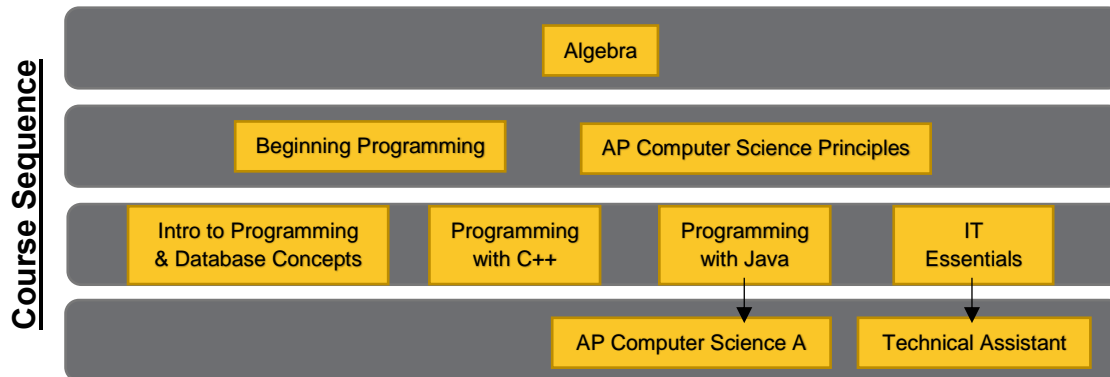 Course Sequence
Algebra
Beginning Programming
AP Computer Science Principles
Intro to Programming
& Database Concepts
Programming
with C++
Programming
with Java
IT
Essentials
AP Computer Science A
Technical Assistant